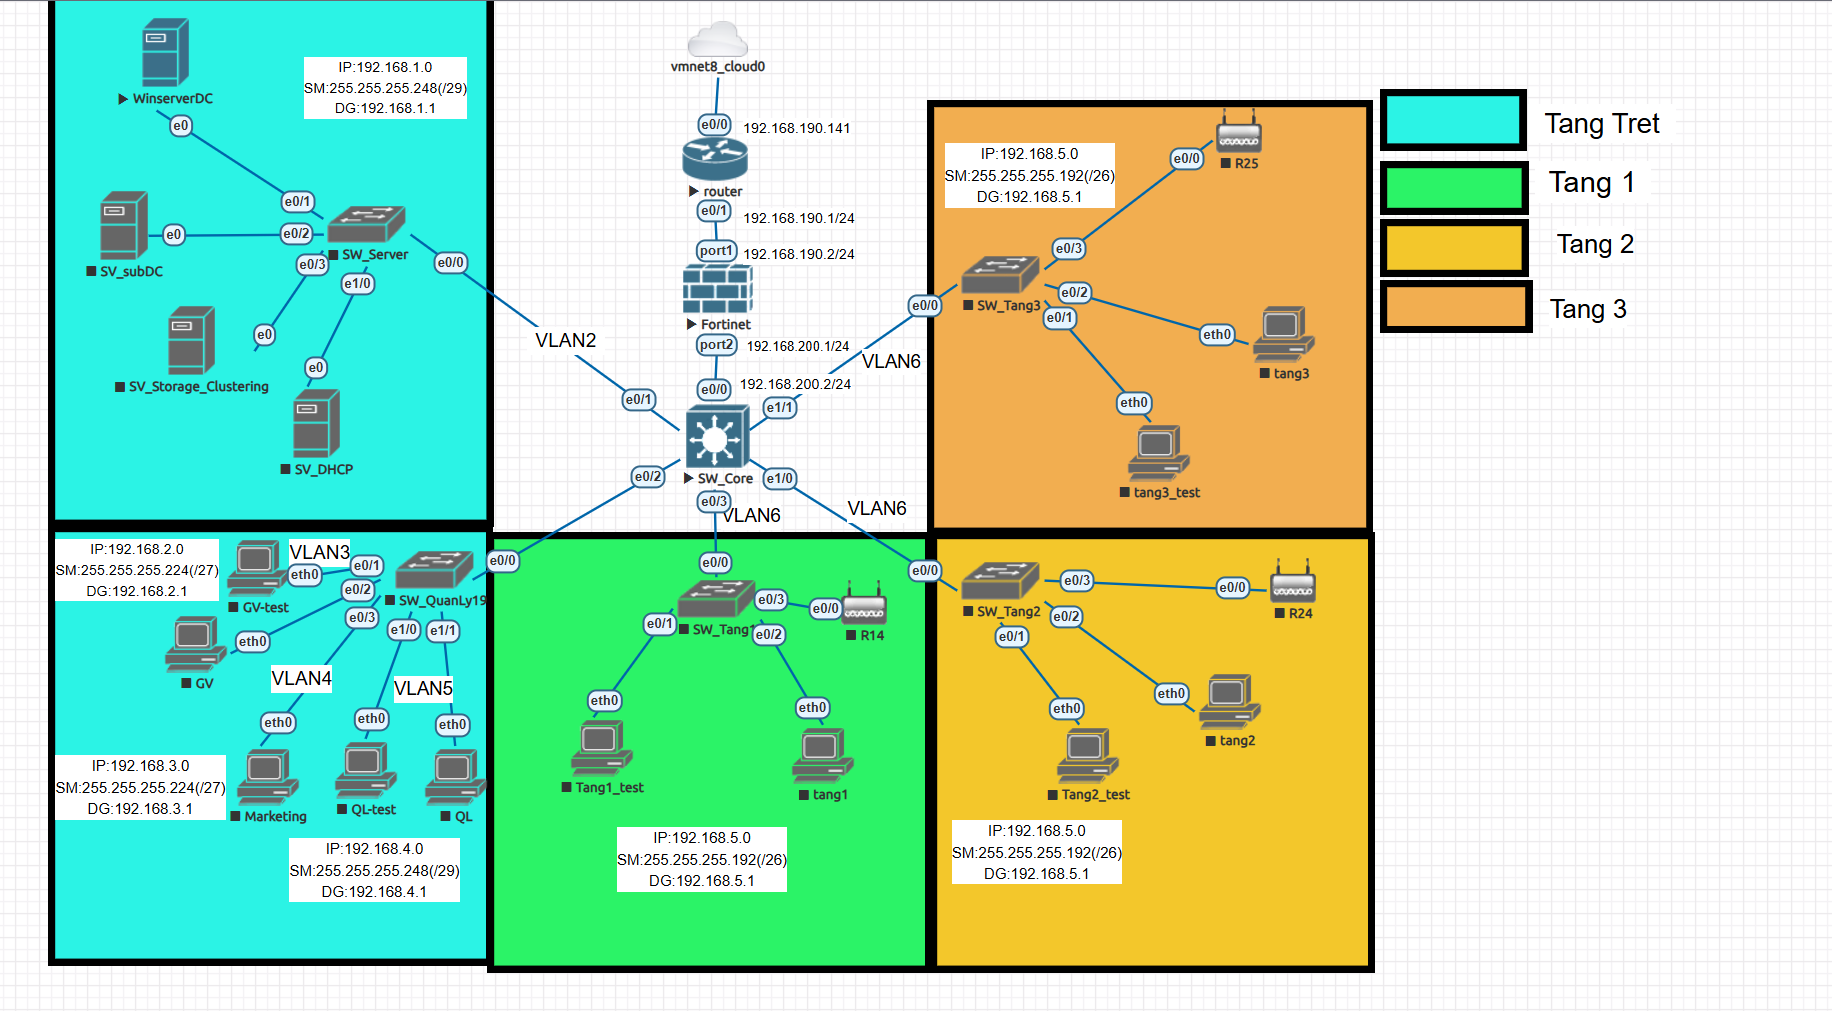 WinserverDC
IP:192.168.1.0
SM:255.255.255.248(/29)
DG:192.168.1.1
e0
e0/1
SV_subDC
e0
e0/2
SW_Server
e0/0
e0/3
e1/0
e0
SV_Storage_Clustering
e0
SV_DHCP
VLAN2
e0/1
vmnet8_cloud0
e0/0
192.168.190.141
router
e0/1
192.168.190.1/24
port1
192.168.190.2/24
Fortinet
port2
192.168.200.1/24
e0/0
192.168.200.2/24
e1/1
VLAN6
SW_Core
e0/2
e0/3
e1/0
VLAN6
VLAN6
IP:192.168.5.0
SM:255.255.255.192(/26)
DG:192.168.5.1
e0/0
R25
e0/3
e0/0
SW_Tang3
e0/2
e0/1
eth0
tang3
eth0
tang3_test
Tang Tret
Tang 1
Tang 2
Tang 3
IP:192.168.2.0
SM:255.255.255.224(/27)
DG:192.168.2.1
VLAN3
eth0
e0/1
GV-test
e0/2
SW_QuanLy19
e0/0
e0/3
e1/0
e1/1
eth0
GV
VLAN4
VLAN5
eth0
eth0
eth0
IP:192.168.3.0
SM:255.255.255.224(/27)
DG:192.168.3.1
Marketing
QL-test
QL
IP:192.168.4.0
SM:255.255.255.248(/29)
DG:192.168.4.1
e0/0
e0/3
e0/0
e0/1
SW_Tang1
e0/2
R14
eth0
eth0
Tang1_test
tang1
IP:192.168.5.0
SM:255.255.255.192(/26)
DG:192.168.5.1
e0/0
e0/3
e0/0
SW_Tang2
e0/2
R24
e0/1
eth0
eth0
tang2
Tang2_test
IP:192.168.5.0
SM:255.255.255.192(/26)
DG:192.168.5.1